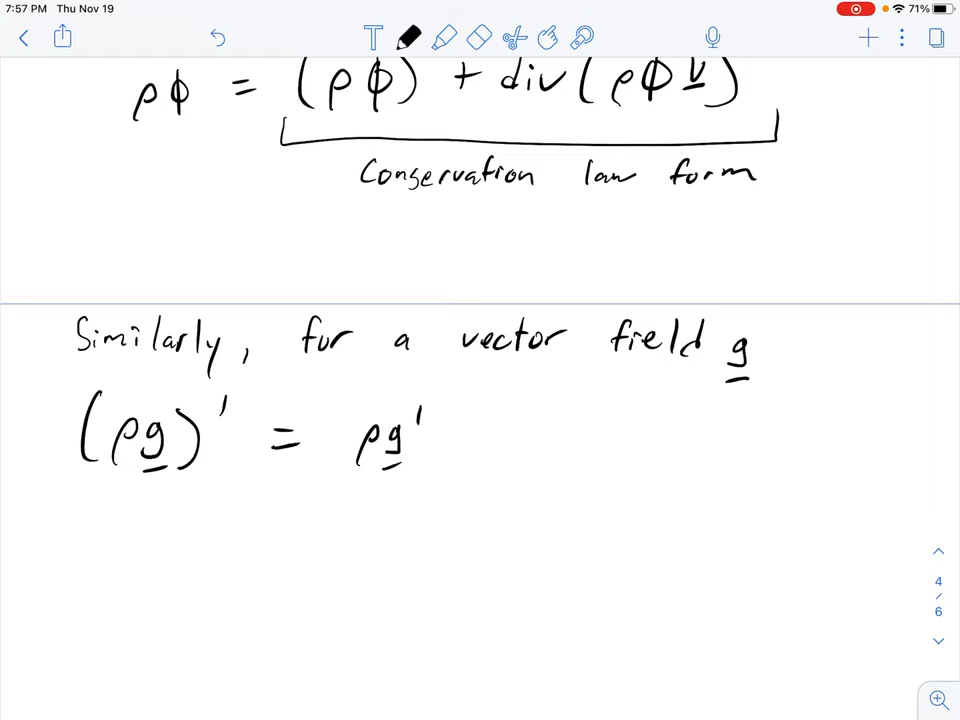 7:57 PM Thu Nov 19 71%
T
ρϕ = (ρϕ) + div(ρϕv)
Conservation law form
Similarly, for a vector field g
(ρg)' = ρg'
4
/
6